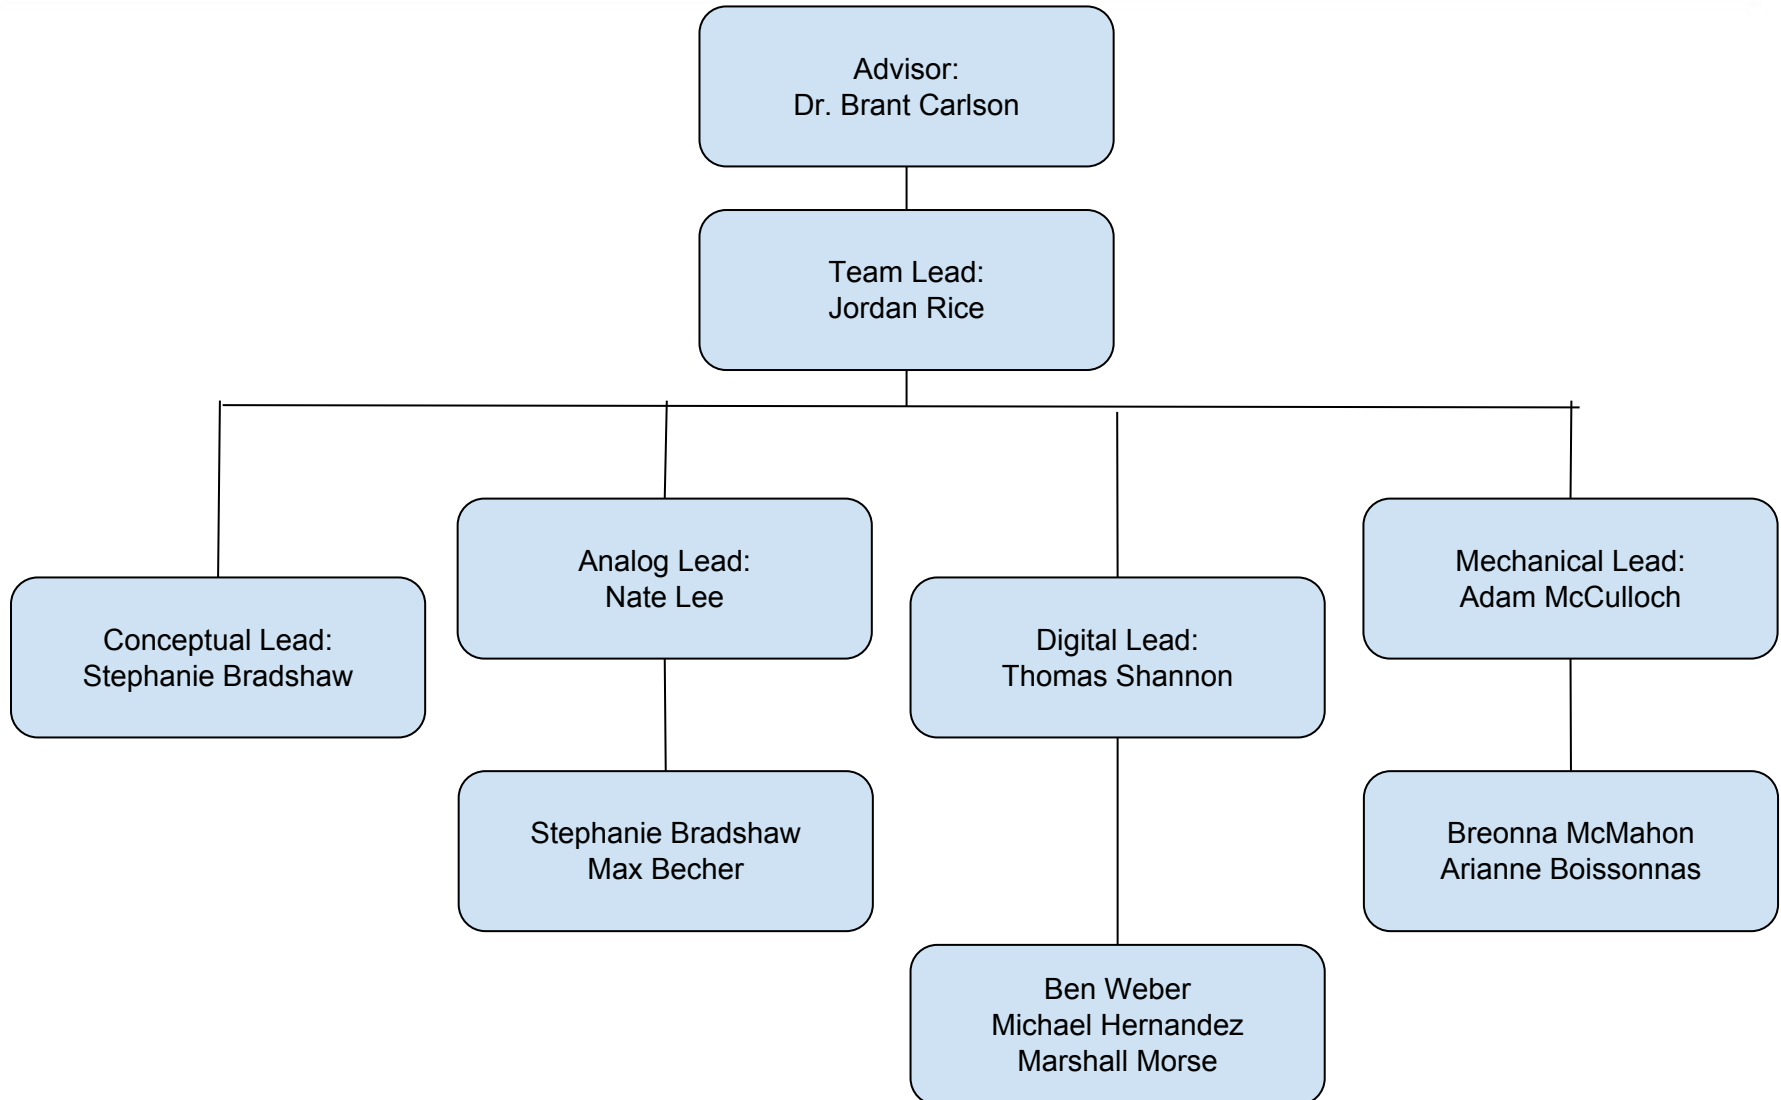 Advisor:
Dr. Brant Carlson
Team Lead:
Jordan Rice
Conceptual Lead:
Stephanie Bradshaw
Analog Lead:
Nate Lee
Digital Lead:
Thomas Shannon
Mechanical Lead:
Adam McCulloch
Stephanie Bradshaw
Max Becher
Ben Weber
Michael Hernandez
Marshall Morse
Breonna McMahon
Arianne Boissonnas